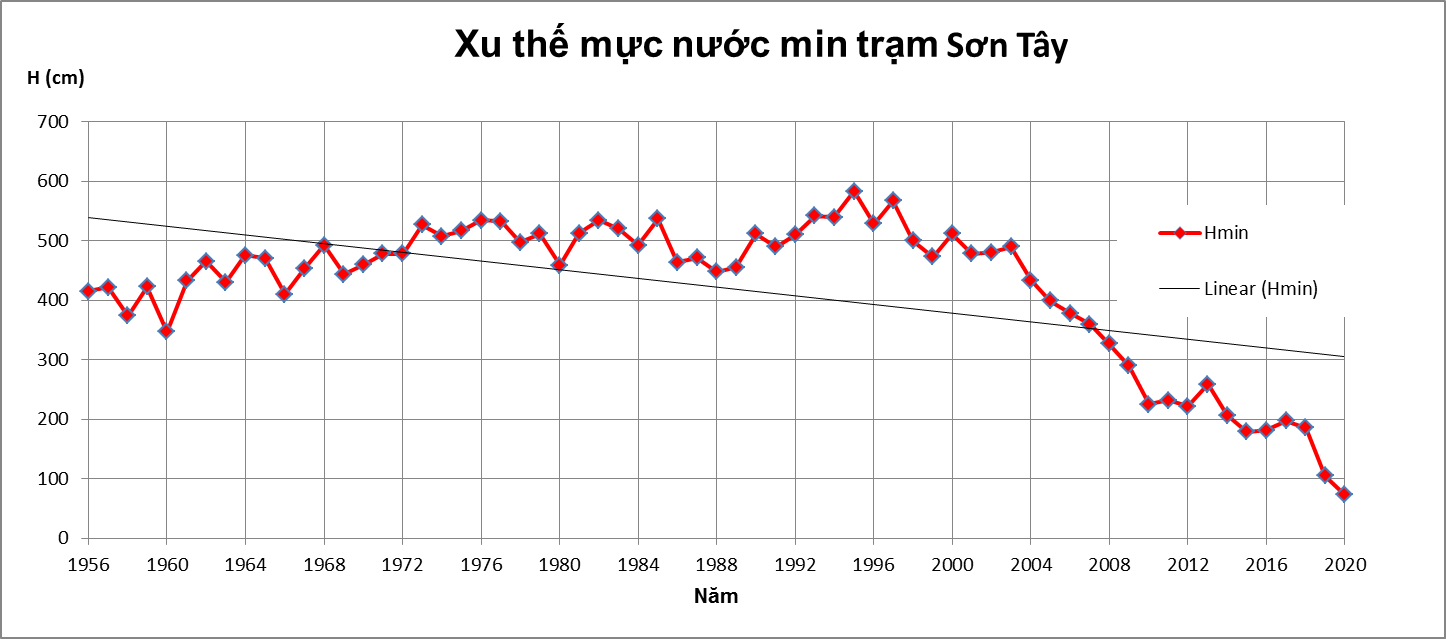 Xu thế mực nước min trạm Sơn Tây
H (cm)
700
600
500
400
300
200
100
0
Hmin
Linear (Hmin)
1956 1960 1964 1968 1972 1976 1980 1984 1988 1992 1996 2000 2004 2008 2012 2016 2020
Năm